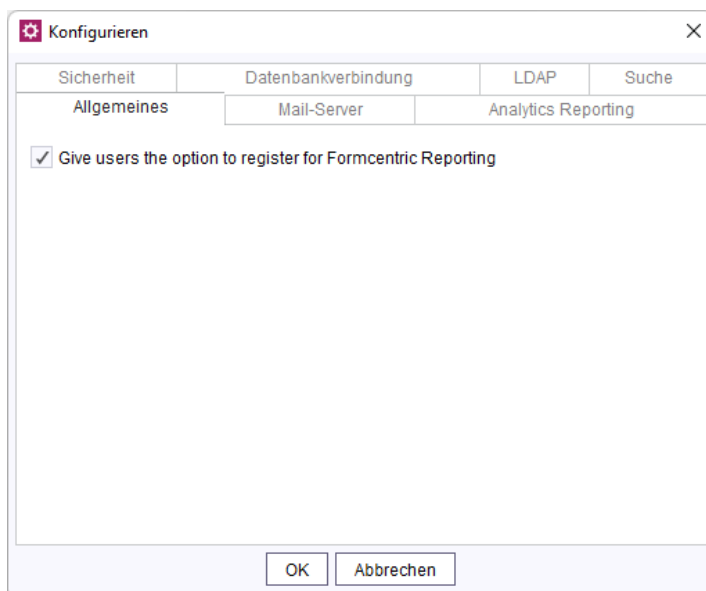 Konfigurieren
Sicherheit Datenbankverbindung LDAP Suche
Allgemeines Mail-Server Analytics Reporting
Give users the option to register for Formcentric Reporting
OK Abbrechen